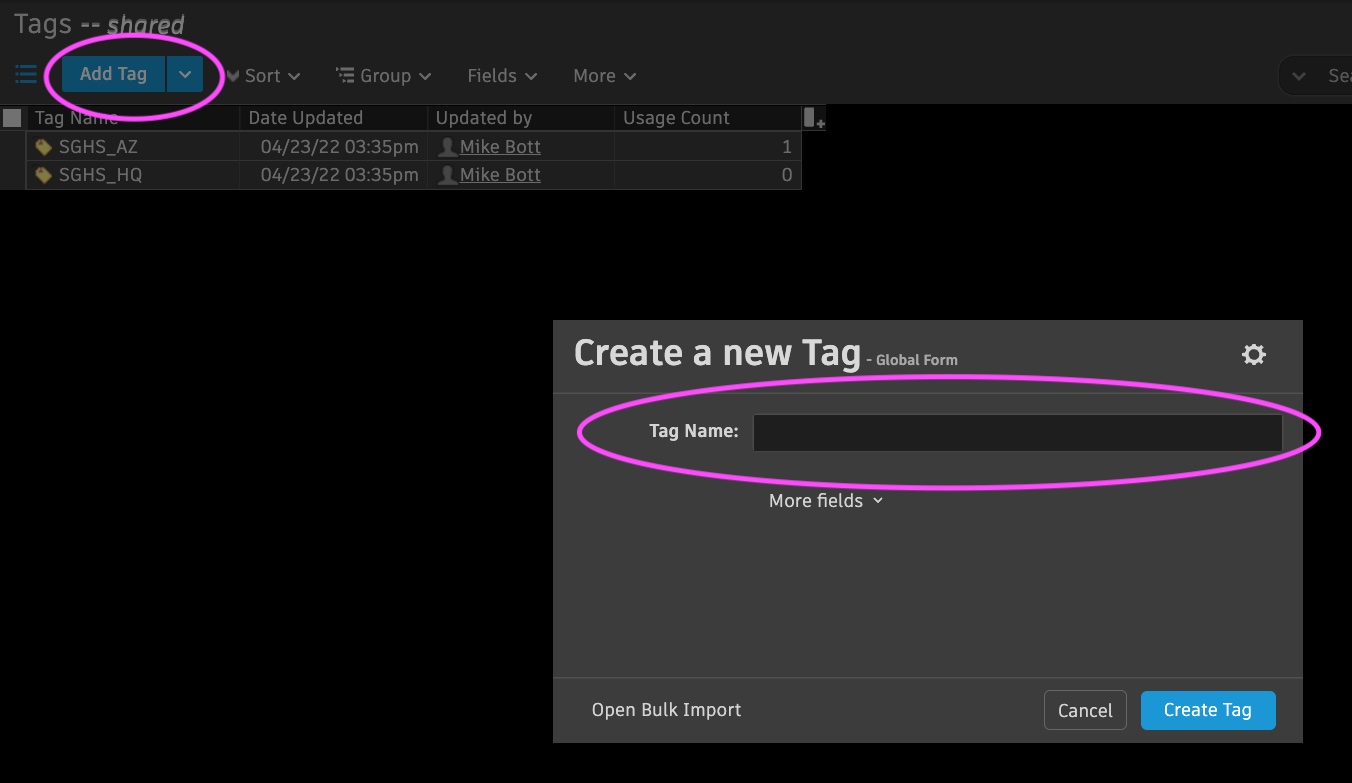 Tags -- shared
Add Tag Sort Group Fields More
Tag Name Date Updated Updated by Usage Count
SGHS_AZ 04/23/22 03:35pm Mike Bott 1
SGHS_HQ 04/23/22 03:35pm Mike Bott 0
Create a new Tag - Global Form
Tag Name:
More fields
Open Bulk Import Cancel Create Tag